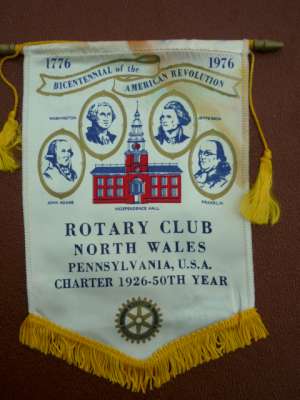 1776 1976
BICENTENNIAL of the
AMERICAN REVOLUTION
WASHINGTON JEFFERSON
JOHN ADAMS FRANKLIN
INDEPENDENCE HALL
ROTARY CLUB
NORTH WALES
PENNSYLVANIA, U.S.A.
CHARTER 1926-50TH YEAR